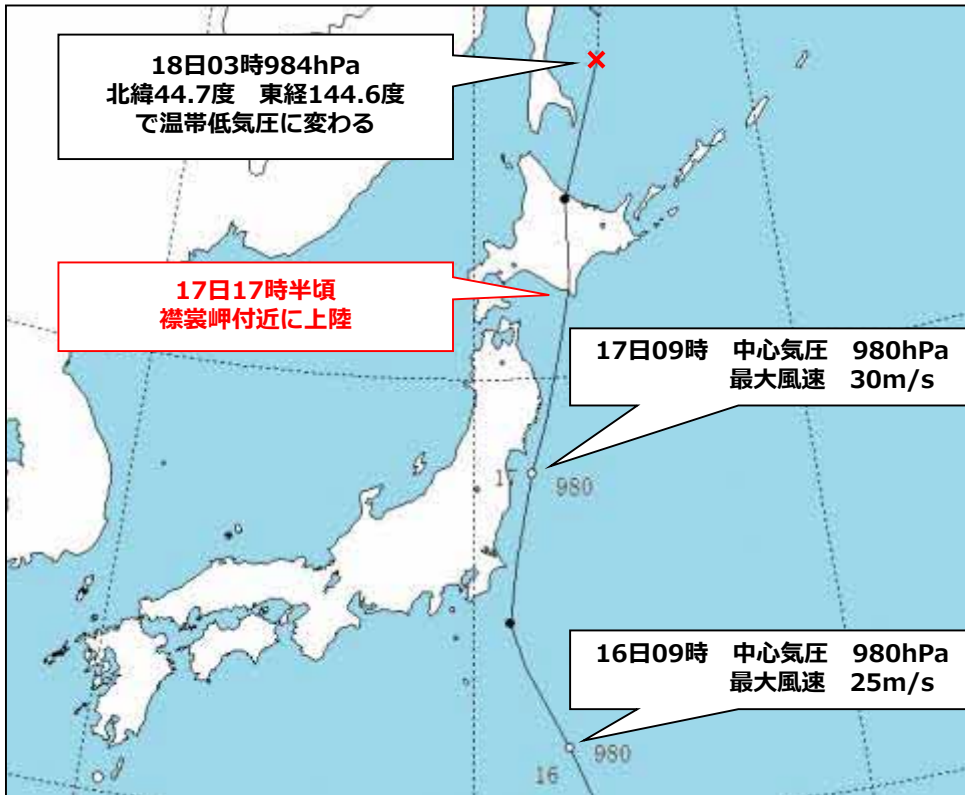 18日03時984hPa
北緯44.7度　東経144.6度
で温帯低気圧に変わる
17日17時半頃
襟裳岬付近に上陸
17日09時　中心気圧　980hPa
最大風速　30m/s
17
980
16日09時　中心気圧　980hPa
最大風速　25m/s
980
16